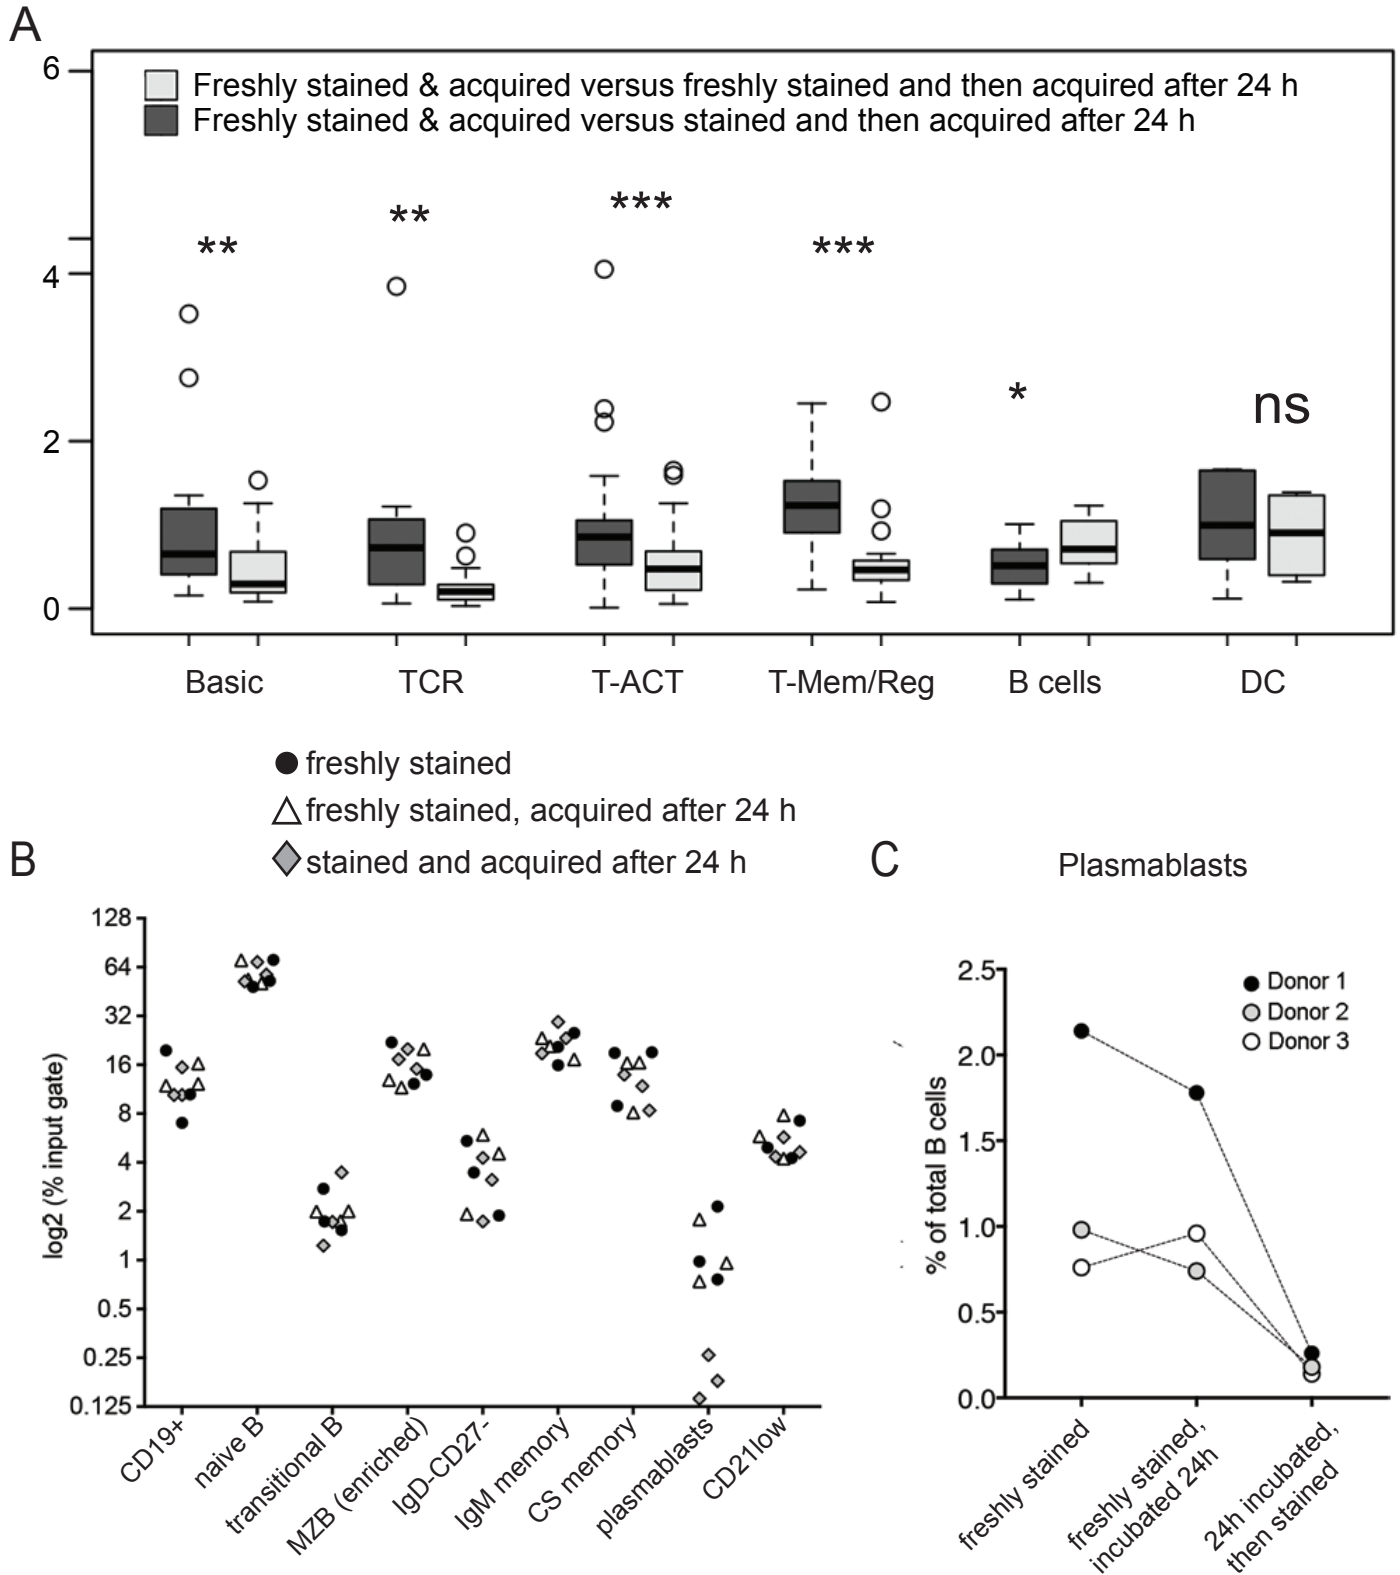 A
6
4
2
0
Freshly stained & acquired versus freshly stained and then acquired after 24 h
Freshly stained & acquired versus stained and then acquired after 24 h
**
**
***
***
*
ns
Basic
TCR
T-ACT
T-Mem/Reg
B cells
DC
freshly stained
freshly stained, acquired after 24 h
stained and acquired after 24 h
B
log2 (% input gate)
128
64
32
16
8
4
2
1
0.5
0.25
0.125
CD19+
naive B
transitional B
MZB (enriched)
IgD-CD27-
IgM memory
CS memory
plasmablasts
CD21low
C
Plasmablasts
% of total B cells
2.5
2.0
1.5
1.0
0.5
0.0
Donor 1
Donor 2
Donor 3
freshly stained
freshly stained,
incubated 24h
24h incubated,
then stained